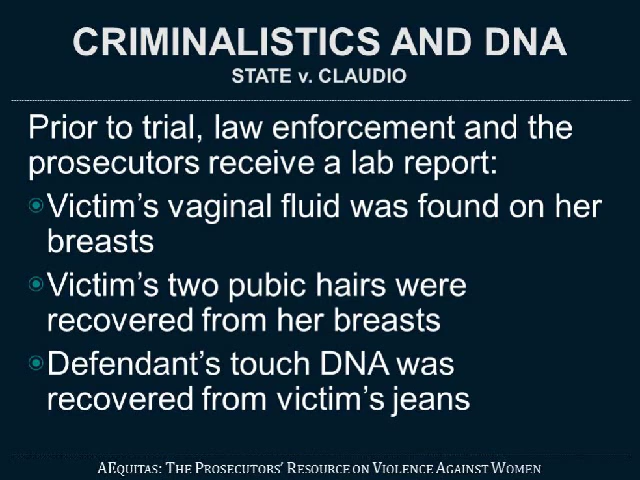 CRIMINALISTICS AND DNA
STATE v. CLAUDIO
Prior to trial, law enforcement and the
prosecutors receive a lab report:
Victim's vaginal fluid was found on her
breasts
Victim's two pubic hairs were
recovered from her breasts
Defendant's touch DNA was
recovered from victim's jeans
AEQUITAS: THE PROSECUTORS' RESOURCE ON VIOLENCE AGAINST WOMEN